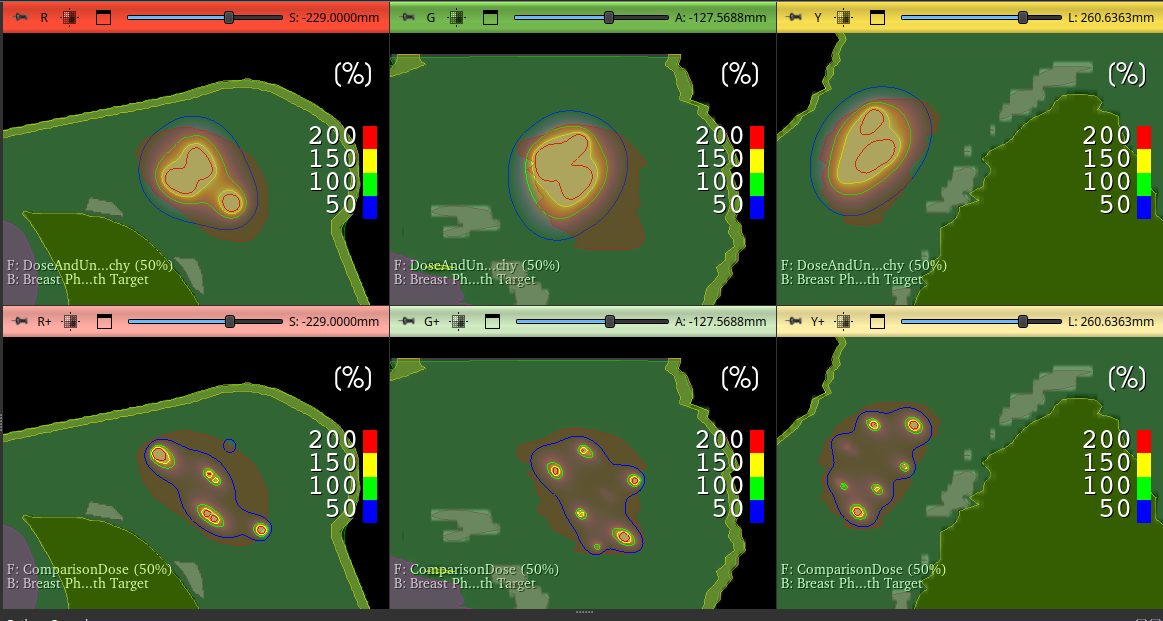 R S: -229.0000mm
G A: -127.5688mm
Y L: 260.6363mm
(%)
200
150
100
50
F: DoseAndUn...chy (50%)
B: Breast Ph...th Target
(%)
200
150
100
50
F: DoseAndUn...chy (50%)
B: Breast Ph...th Target
(%)
200
150
100
50
F: DoseAndUn...chy (50%)
B: Breast Ph...th Target
R+ S: -229.0000mm
G+ A: -127.5688mm
Y+ L: 260.6363mm
(%)
200
150
100
50
F: ComparisonDose (50%)
B: Breast Ph...th Target
(%)
200
150
100
50
F: ComparisonDose (50%)
B: Breast Ph...th Target
(%)
200
150
100
50
F: ComparisonDose (50%)
B: Breast Ph...th Target